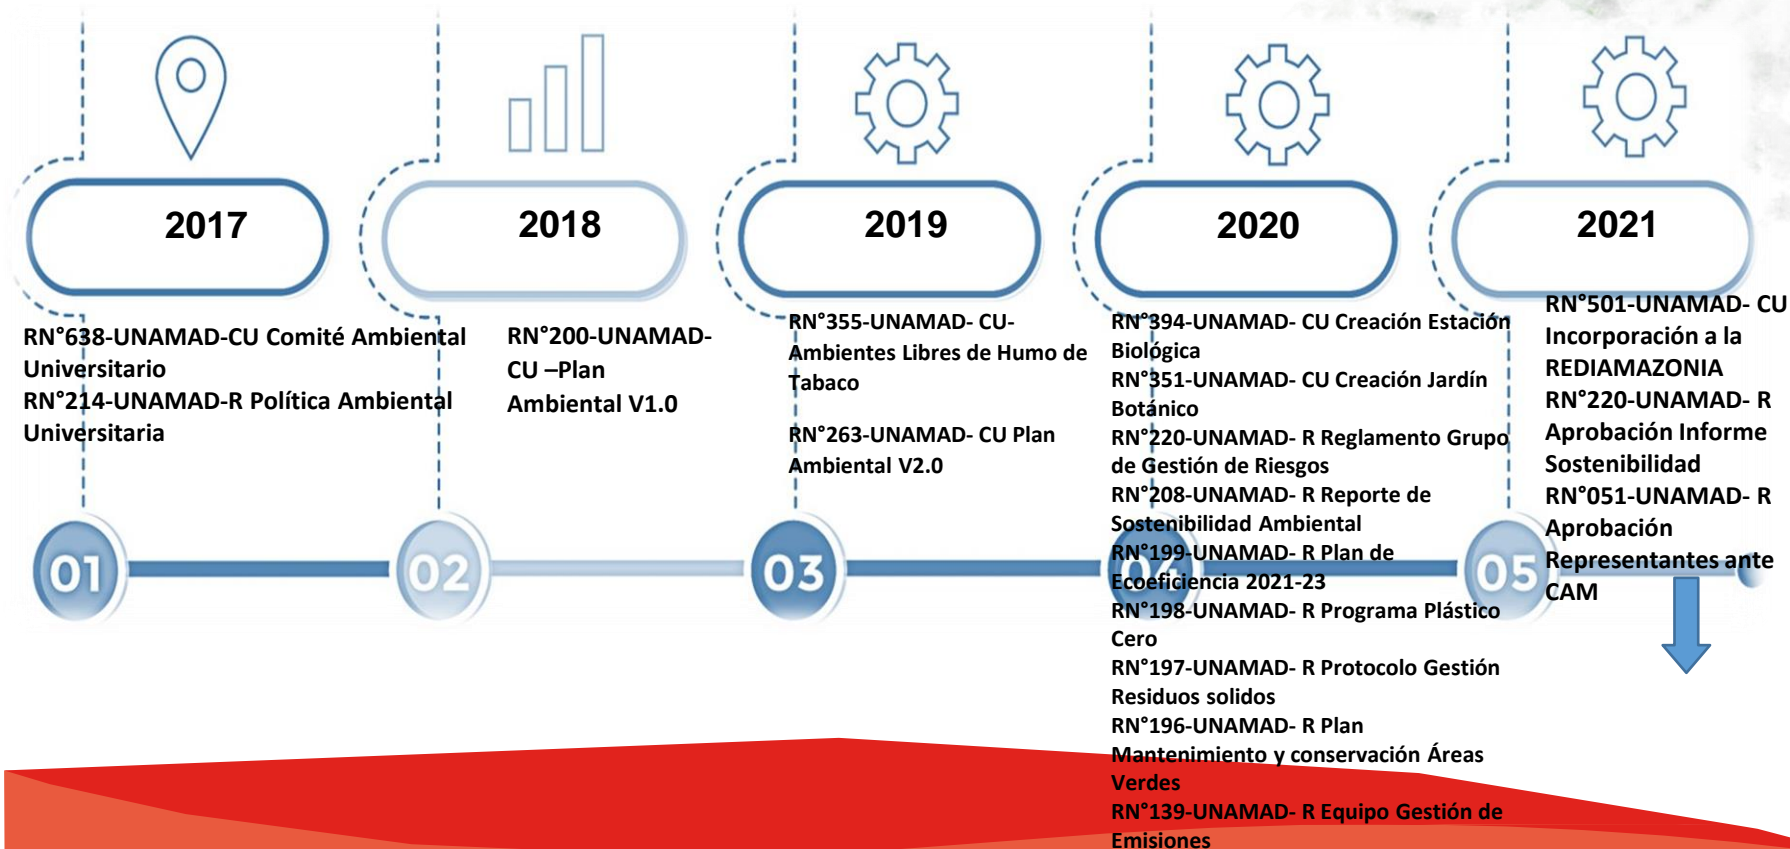 2017
RN°638-UNAMAD-CU Comité Ambiental
Universitario
RN°214-UNAMAD-R Política Ambiental
Universitaria
01
2018
RN°200-UNAMAD-
CU –Plan
Ambiental V1.0
02
2019
RN°355-UNAMAD- CU-
Ambientes Libres de Humo de
Tabaco
RN°263-UNAMAD- CU Plan
Ambiental V2.0
03
2020
RN°394-UNAMAD- CU Creación Estación
Biológica
RN°351-UNAMAD- CU Creación Jardín
Botánico
RN°220-UNAMAD- R Reglamento Grupo
de Gestión de Riesgos
RN°208-UNAMAD- R Reporte de
Sostenibilidad Ambiental
RN°199-UNAMAD- R Plan de
Ecoeficiencia 2021-23
RN°198-UNAMAD- R Programa Plástico
Cero
RN°197-UNAMAD- R Protocolo Gestión
Residuos solidos
RN°196-UNAMAD- R Plan
Mantenimiento y conservación Áreas
Verdes
RN°139-UNAMAD- R Equipo Gestión de
Emisiones
04
2021
RN°501-UNAMAD- CU
Incorporación a la
REDIAMAZONIA
RN°220-UNAMAD- R
Aprobación Informe
Sostenibilidad
RN°051-UNAMAD- R
Aprobación
Representantes ante
CAM
05